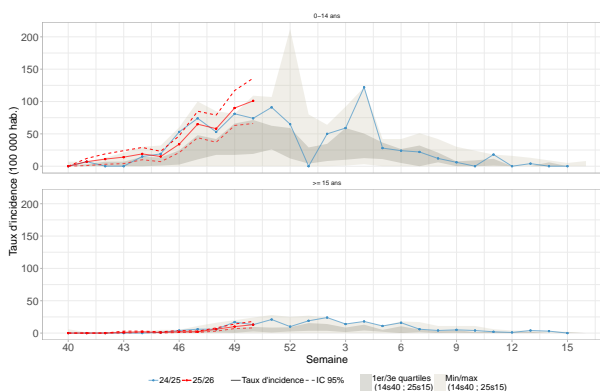 0−14 ans
200
150
100
50
0
>= 15 ans
200
150
100
50
0
Taux d'incidence (100 000 hab.)
40 43 46 49 52 3 6 9 12 15
Semaine
24/25 25/26 Taux d'incidence IC 95% 1er/3e quartiles (14s40 ; 25s15) Min/max (14s40 ; 25s15)